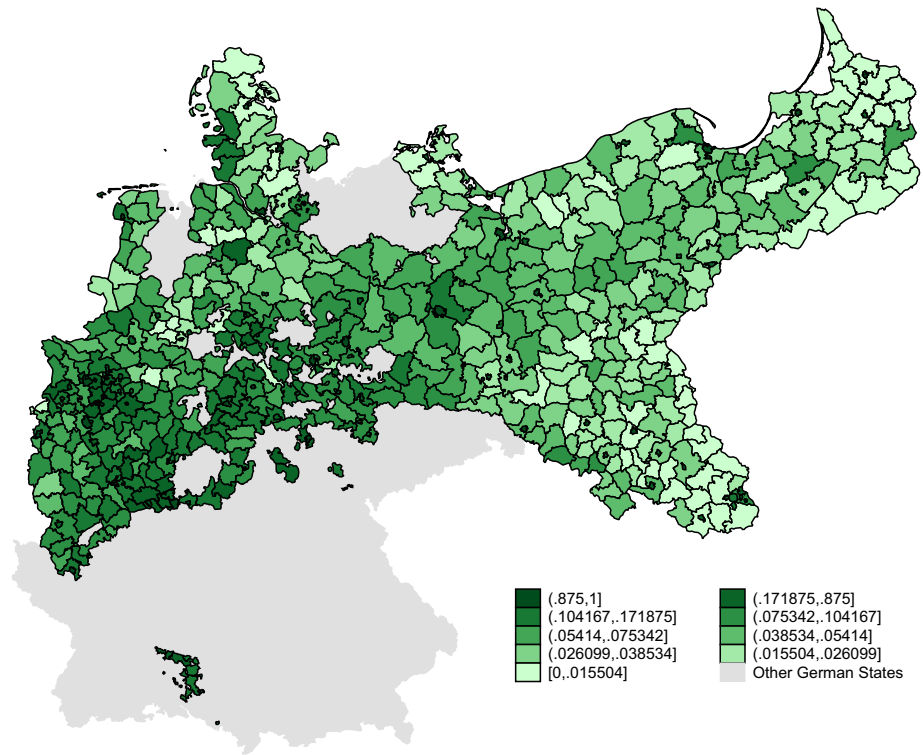 (.875,1] (.171875,.875]
(.104167,.171875] (.075342,.104167]
(.05414,.075342] (.038534,.05414]
(.026099,.038534] (.015504,.026099]
[0,.015504] Other German States